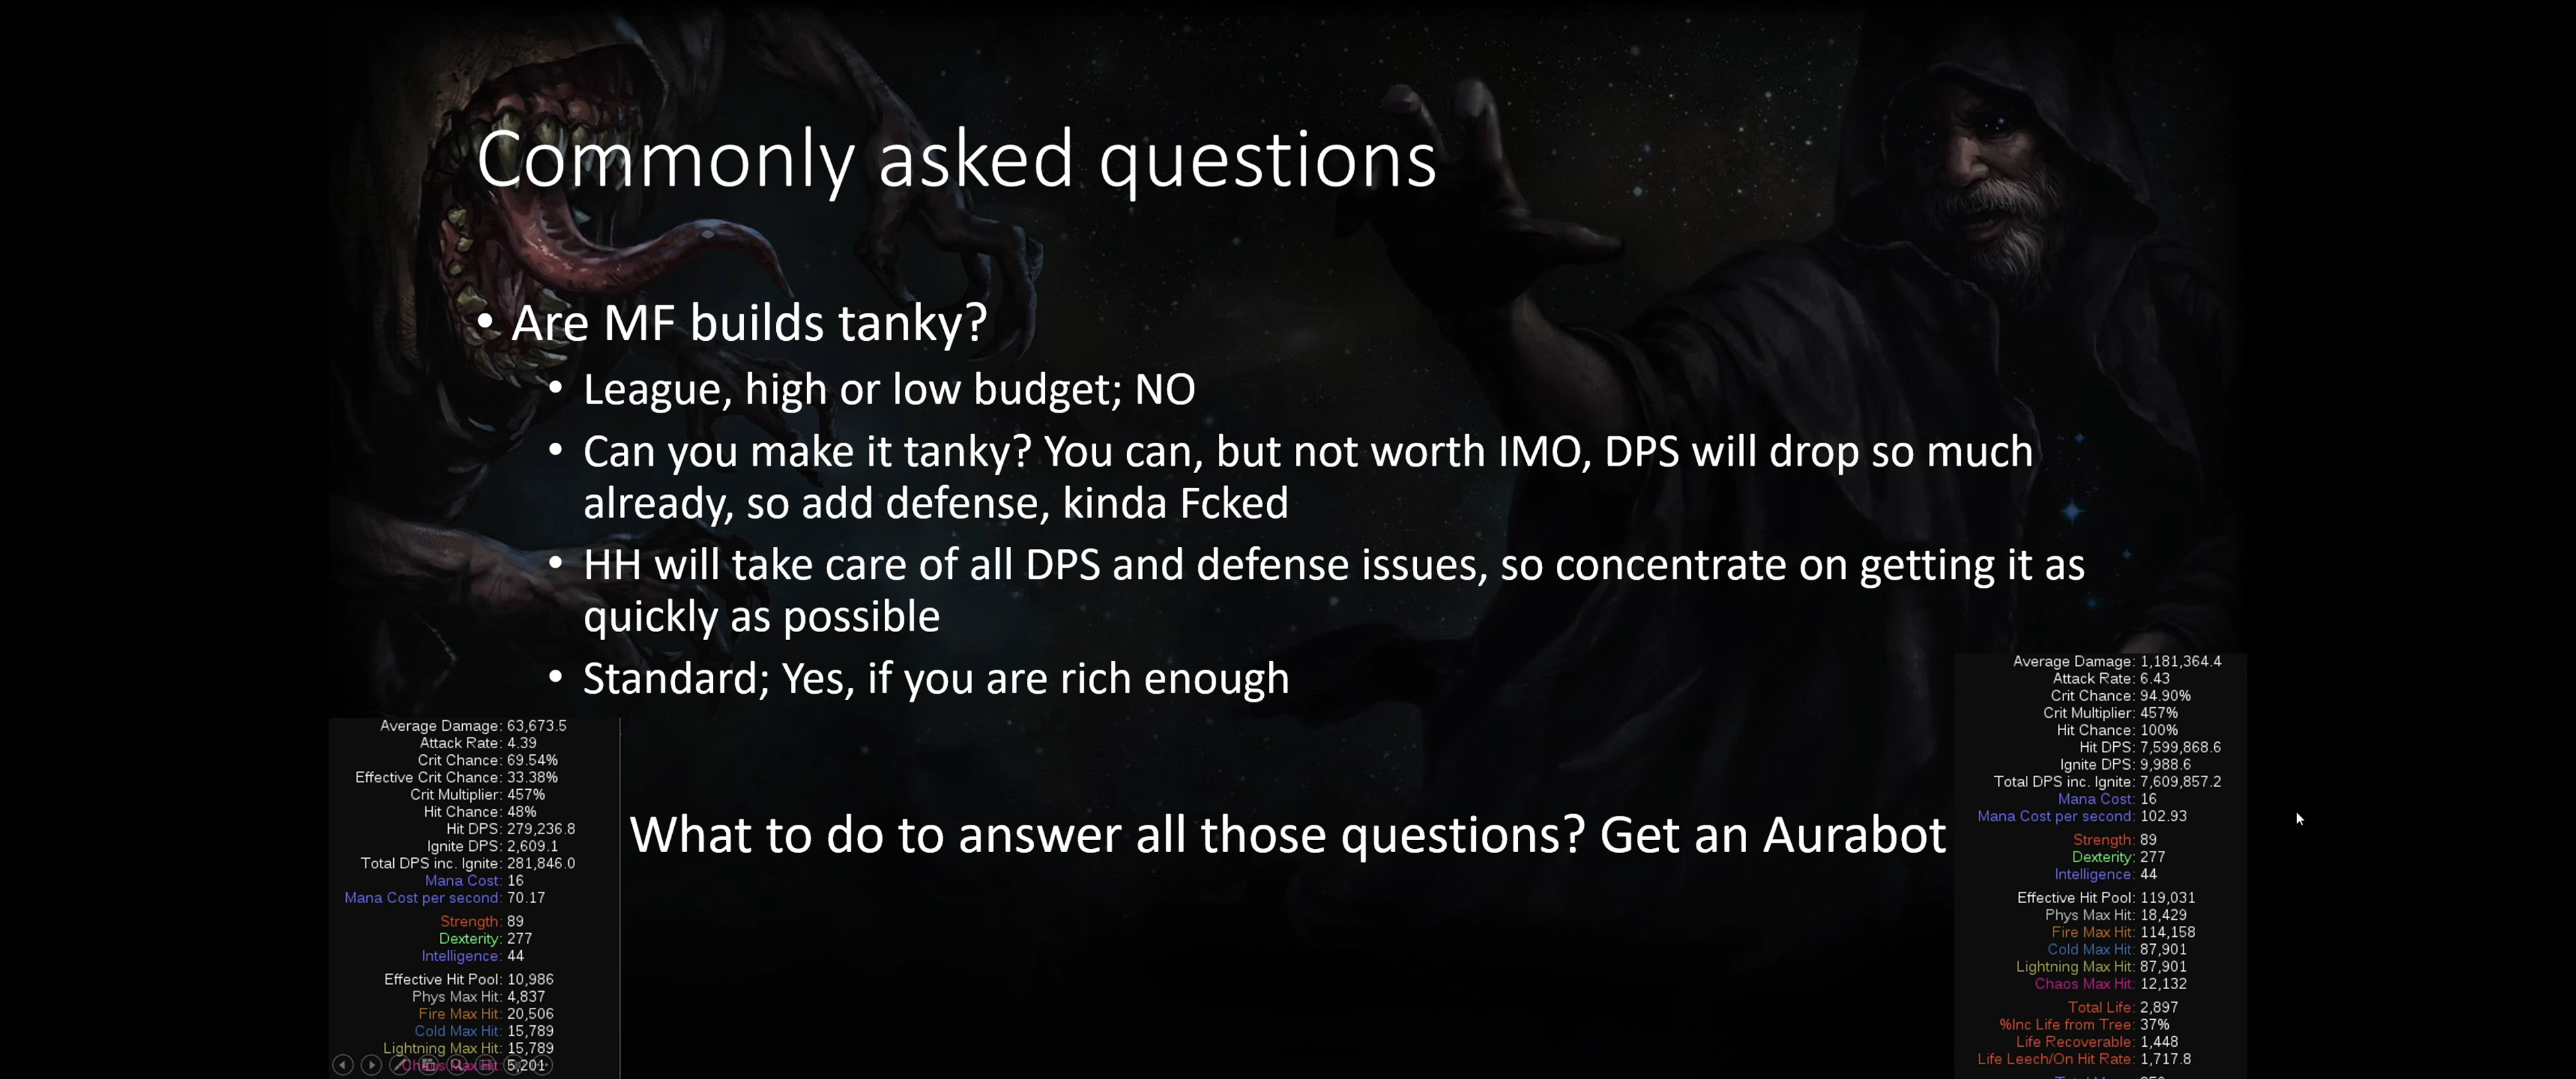 Commonly asked questions
• Are MF builds tanky?
• League, high or low budget; NO
• Can you make it tanky? You can, but not worth IMO, DPS will drop so much
already, so add defense, kinda Fcked
• HH will take care of all DPS and defense issues, so concentrate on getting it as
quickly as possible
• Standard; Yes, if you are rich enough
What to do to answer all those questions? Get an Aurabot
Average Damage: 63,673.5
Attack Rate: 4.39
Crit Chance: 69.54%
Effective Crit Chance: 33.38%
Crit Multiplier: 457%
Hit Chance: 48%
Hit DPS: 279,236.8
Ignite DPS: 2,609.1
Total DPS inc. Ignite: 281,846.0
Mana Cost: 16
Mana Cost per second: 70.17
Strength: 89
Dexterity: 277
Intelligence: 44
Effective Hit Pool: 10,986
Phys Max Hit: 4,837
Fire Max Hit: 20,506
Cold Max Hit: 15,789
Lightning Max Hit: 15,789
Chaos Max Hit: 5,201
Average Damage: 1,181,364.4
Attack Rate: 6.43
Crit Chance: 94.90%
Crit Multiplier: 457%
Hit Chance: 100%
Hit DPS: 7,599,868.6
Ignite DPS: 9,988.6
Total DPS inc. Ignite: 7,609,857.2
Mana Cost: 16
Mana Cost per second: 102.93
Strength: 89
Dexterity: 277
Intelligence: 44
Effective Hit Pool: 119,031
Phys Max Hit: 18,429
Fire Max Hit: 114,158
Cold Max Hit: 87,901
Lightning Max Hit: 87,901
Chaos Max Hit: 12,132
Total Life: 2,897
%Inc Life from Tree: 37%
Life Recoverable: 1,448
Life Leech/On Hit Rate: 1,717.8